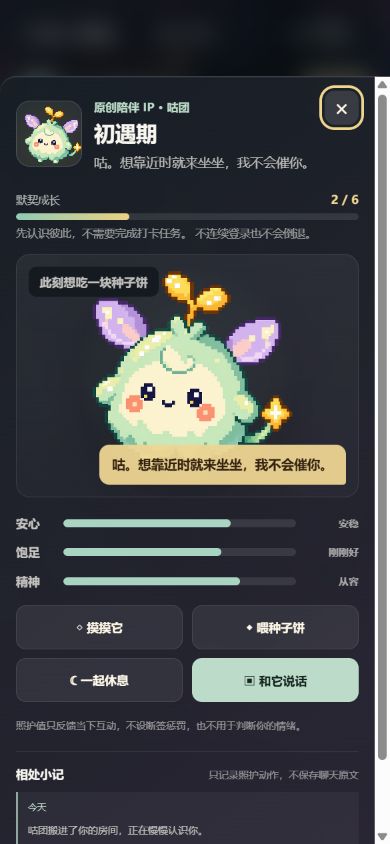 原创陪伴 IP · 咕团
初遇期
咕。想靠近时就来坐坐，我不会催你。
×
默契成长
2 / 6
先认识彼此，不需要完成打卡任务。 不连续登录也不会倒退。
此刻想吃一块种子饼
咕。想靠近时就来坐坐，我不会催你。
安心
安稳
饱足
刚刚好
精神
从容
◇ 摸摸它
✦ 喂种子饼
☾ 一起休息
▣ 和它说话
照护值只反馈当下互动，不设断签惩罚，也不用于判断你的情绪。
相处小记
只记录照护动作，不保存聊天原文
今天
咕团搬进了你的房间，正在慢慢认识你。